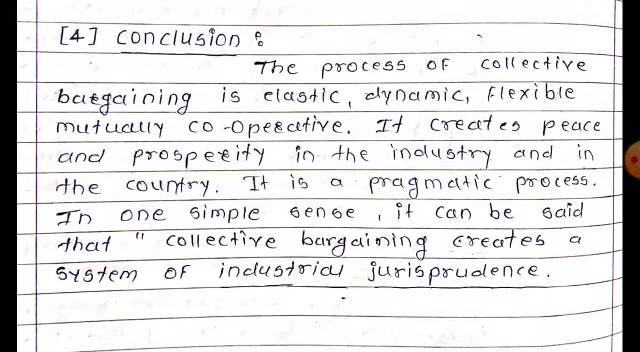 [4] Conclusion :
The process of collective
bargaining is elastic, dynamic, flexible
mutually co-operative. It creates peace
and prosperity in the industry and in
the country. It is a pragmatic process.
In one simple sense, it can be said
that " collective bargaining creates a
system of industrial jurisprudence.